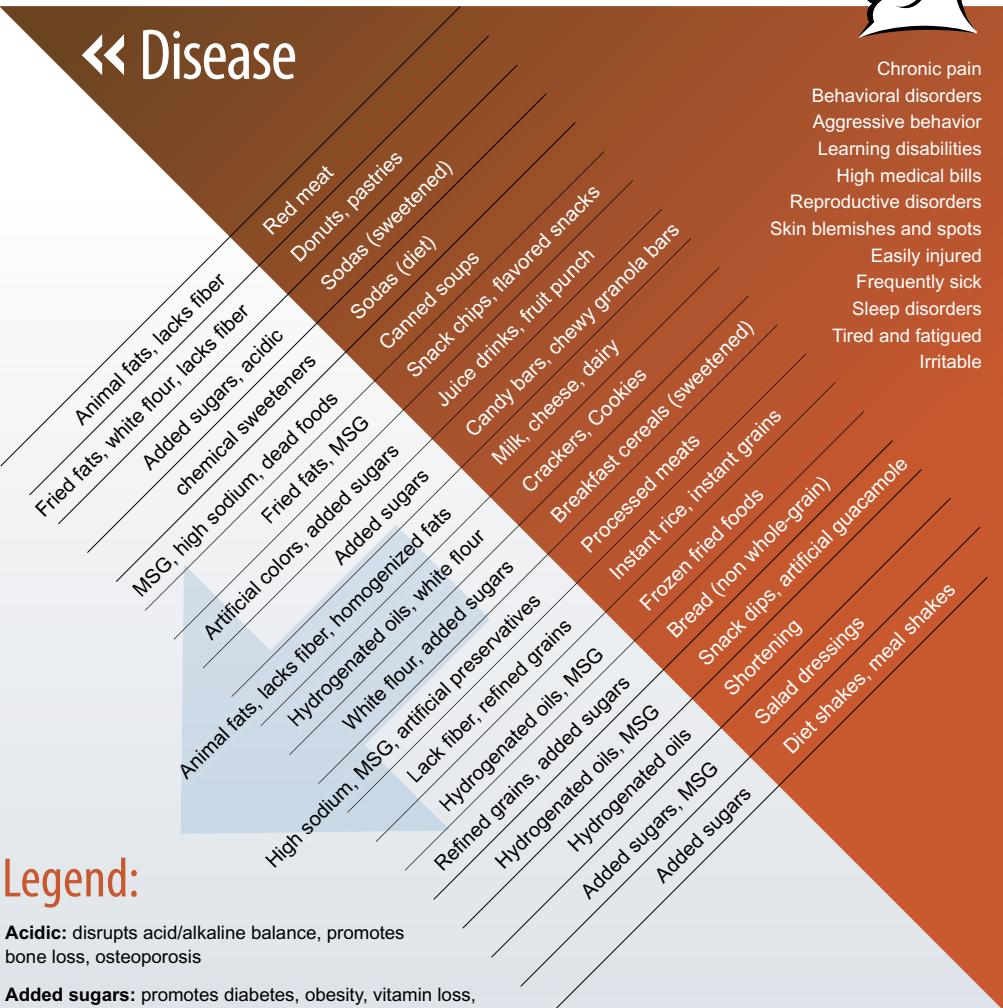 « Disease
Chronic pain
Behavioral disorders
Aggressive behavior
Learning disabilities
High medical bills
Reproductive disorders
Skin blemishes and spots
Easily injured
Frequently sick
Sleep disorders
Tired and fatigued
Irritable
Red meat
Donuts, pastries
Sodas (sweetened)
Sodas (diet)
Canned soups
Snack chips, flavored snacks
Juice drinks, fruit punch
Candy bars, chewy granola bars
Milk, cheese, dairy
Crackers, Cookies
Breakfast cereals (sweetened)
Processed meats
Instant rice, instant grains
Frozen fried foods
Bread (non whole-grain)
Snack dips, artificial guacamole
Shortening
Salad dressings
Diet shakes, meal shakes
Animal fats, lacks fiber
Fried fats, white flour, lacks fiber
Added sugars, acidic
chemical sweeteners
MSG, high sodium, dead foods
Fried fats, MSG
Artificial colors, added sugars
Added sugars
Animal fats, lacks fiber, homogenized fats
Hydrogenated oils, white flour
White flour, added sugars
High sodium, MSG, artificial preservatives
Lack fiber, refined grains
Hydrogenated oils, MSG
Refined grains, added sugars
Hydrogenated oils, MSG
Hydrogenated oils
Added sugars, MSG
Added sugars
Legend:
Acidic: disrupts acid/alkaline balance, promotes
bone loss, osteoporosis
Added sugars: promotes diabetes, obesity, vitamin loss,